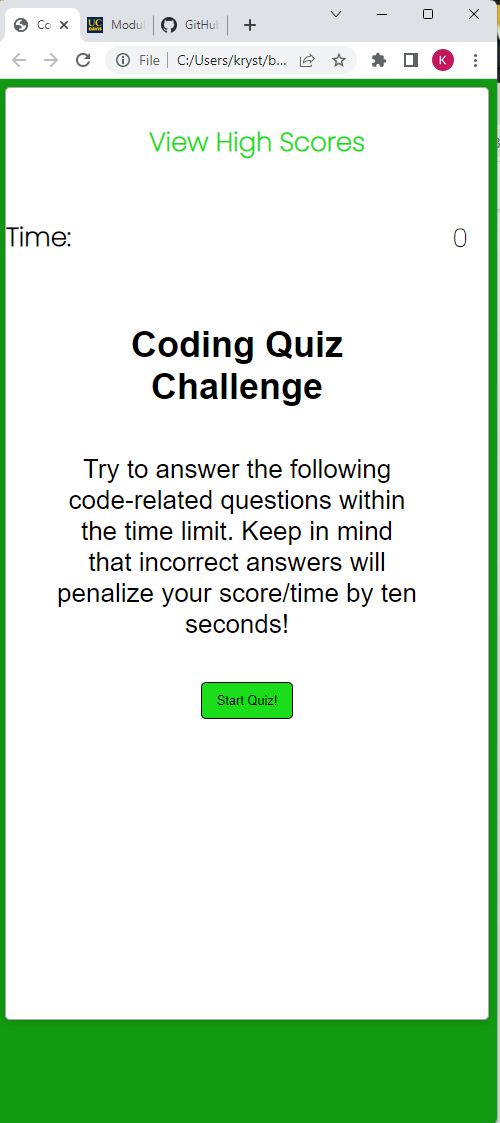 Co
UC
DAVIS
Modul
GitHub
File
C:/Users/kryst/b...
K
View High Scores
Time: 0
Coding Quiz
Challenge
Try to answer the following
code-related questions within
the time limit. Keep in mind
that incorrect answers will
penalize your score/time by ten
seconds!
Start Quiz!